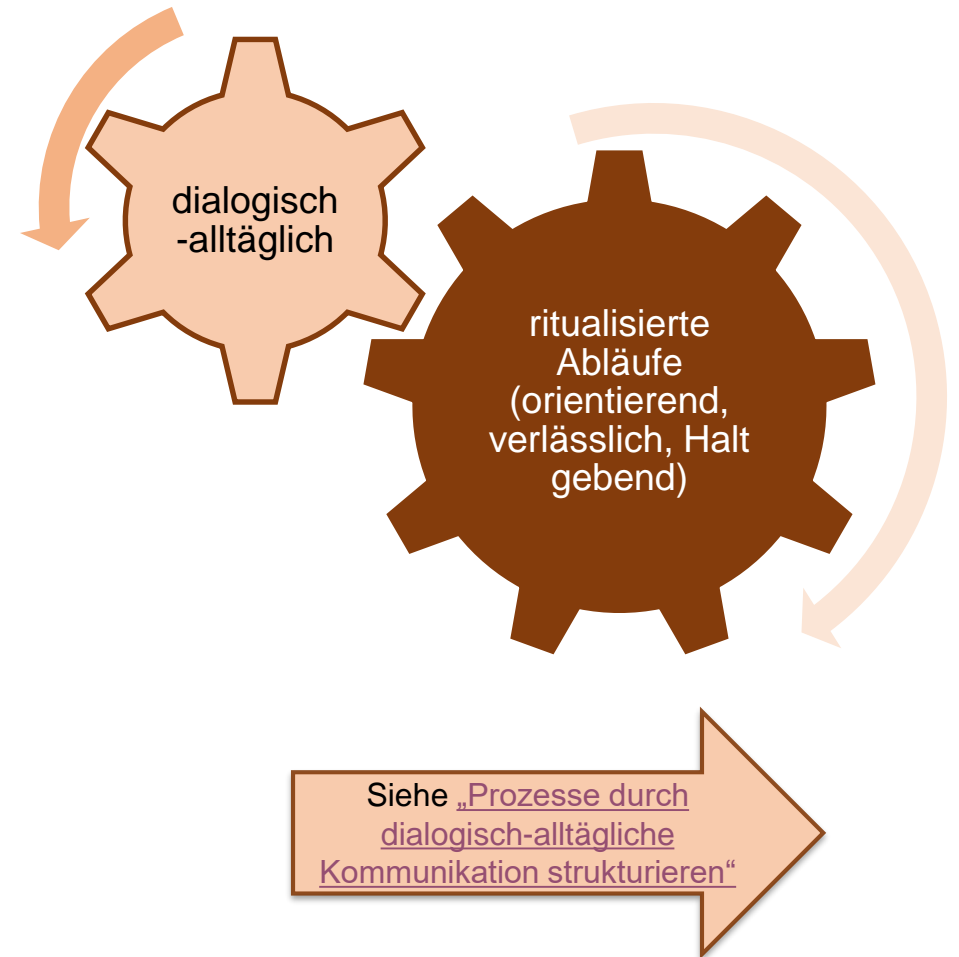 dialogisch
-alltäglich
ritualisierte
Abläufe
(orientierend,
verlässlich, Halt
gebend)
Siehe „Prozesse durch
dialogisch-alltägliche
Kommunikation strukturieren“